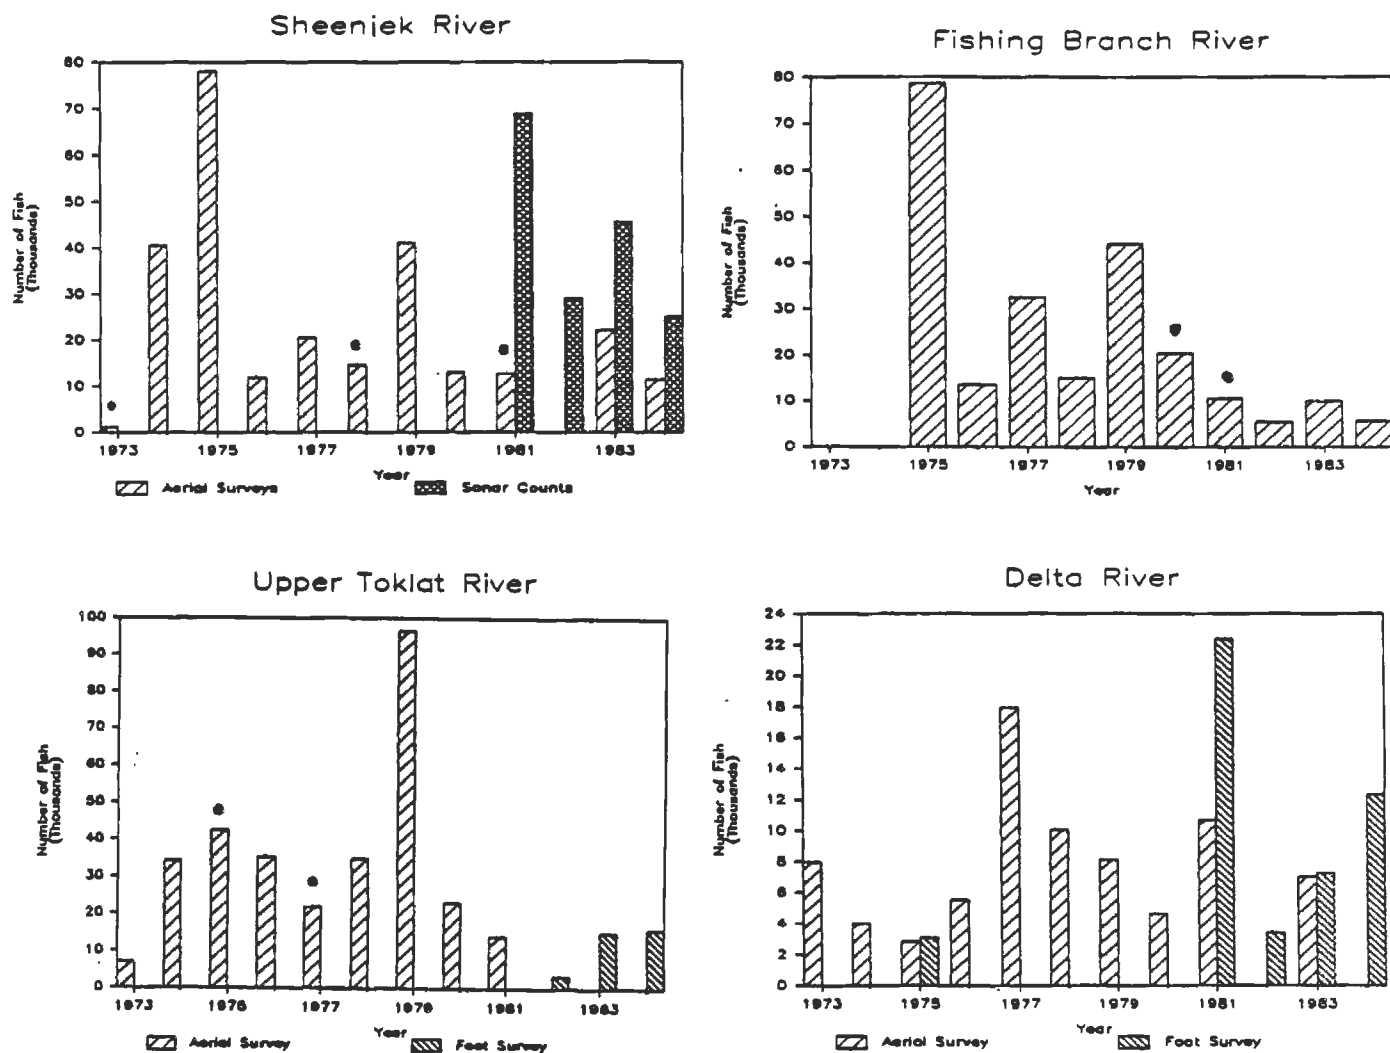 Sheenjek River
80
70
60
50
40
30
20
10
0
Number of Fish
(Thousands)
1973 1975 1977 1979 1981 1983
Year
Aerial Surveys Sonar Counts
Fishing Branch River
80
70
60
50
40
30
20
10
0
Number of Fish
(Thousands)
1973 1975 1977 1979 1981 1983
Year
Upper Toklat River
100
90
80
70
60
50
40
30
20
10
0
Number of Fish
(Thousands)
1973 1975 1977 1979 1981 1983
Year
Aerial Survey Foot Survey
Delta River
24
22
20
18
16
14
12
10
8
6
4
2
0
Number of Fish
(Thousands)
1973 1975 1977 1979 1981 1983
Year
Aerial Survey Foot Survey